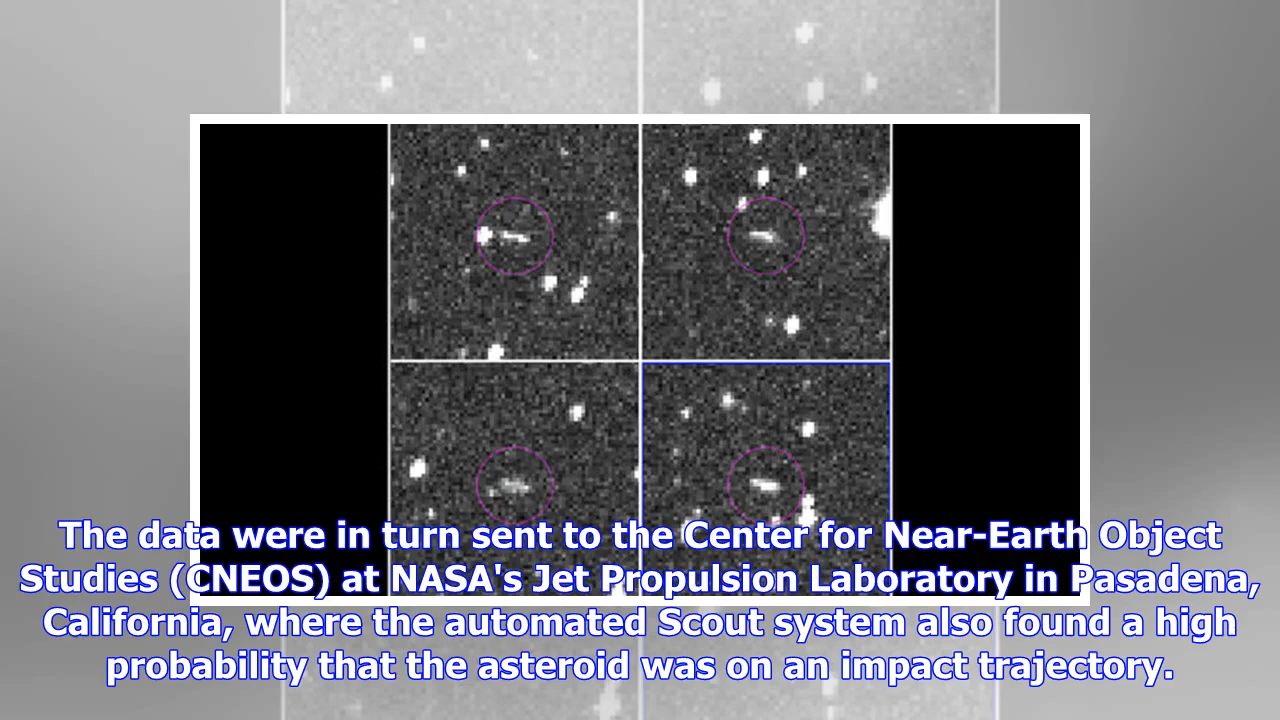 The data were in turn sent to the Center for Near-Earth Object
Studies (CNEOS) at NASA's Jet Propulsion Laboratory in Pasadena,
California, where the automated Scout system also found a high
probability that the asteroid was on an impact trajectory.